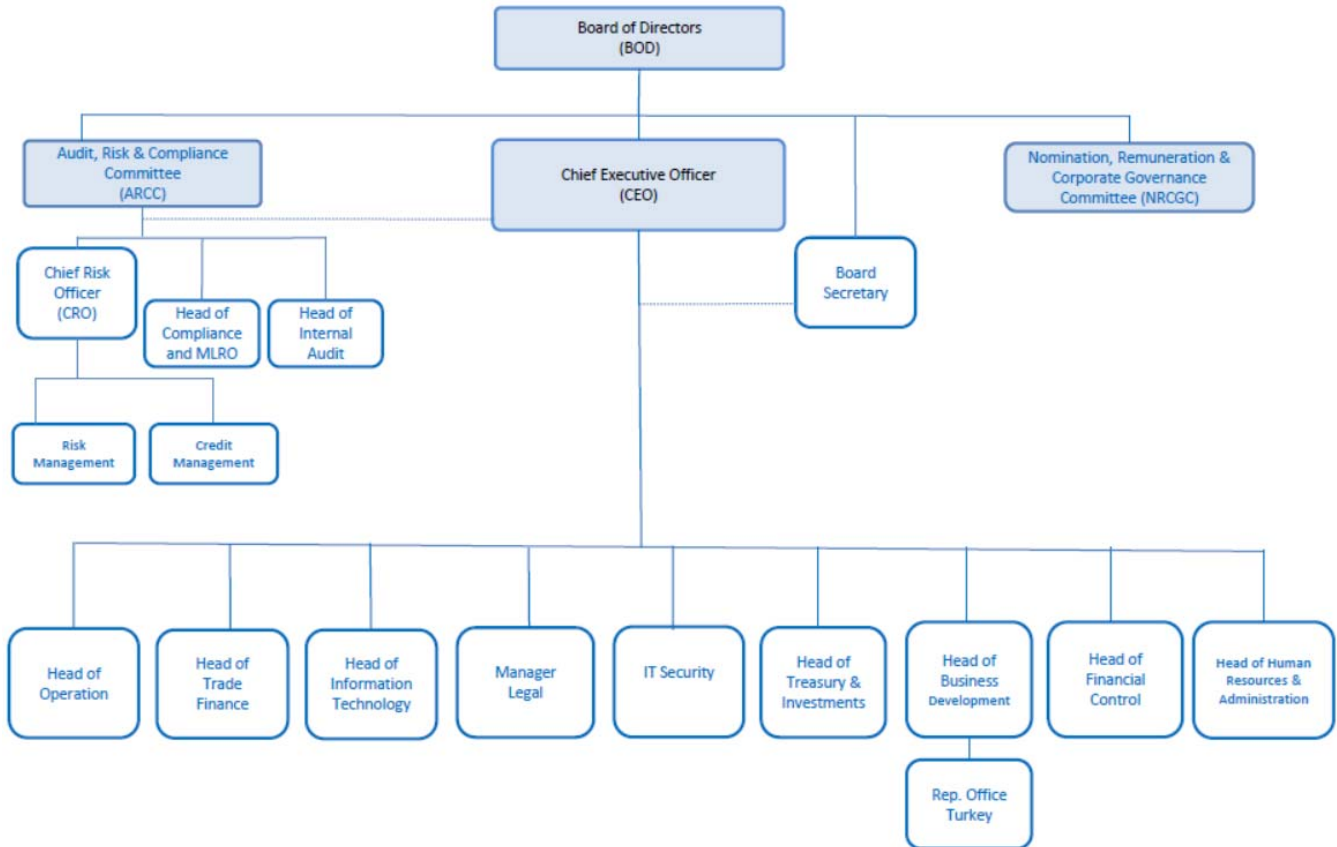 Board of Directors
(BOD)
Audit, Risk & Compliance
Committee
(ARCC)
Chief Executive Officer
(CEO)
Nomination, Remuneration &
Corporate Governance
Committee (NRCGC)
Chief Risk
Officer
(CRO)
Head of
Compliance
and MLRO
Head of
Internal
Audit
Board
Secretary
Risk
Management
Credit
Management
Head of
Operation
Head of
Trade
Finance
Head of
Information
Technology
Manager
Legal
IT Security
Head of
Treasury &
Investments
Head of
Business
Development
Head of
Financial
Control
Head of Human
Resources &
Administration
Rep. Office
Turkey